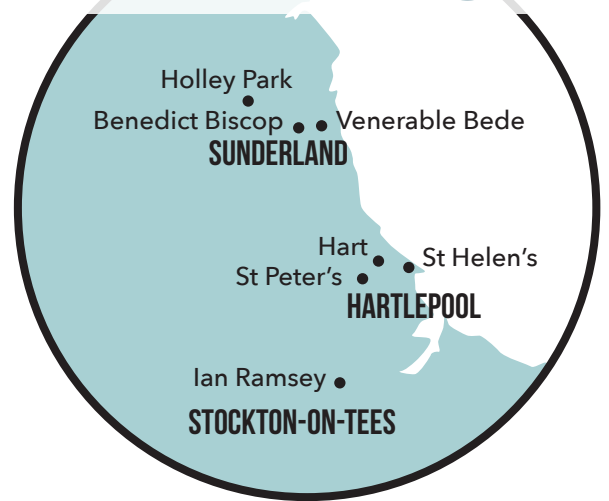 Holley Park
Benedict Biscop
Venerable Bede
SUNDERLAND
Hart
St Helen’s
St Peter’s
HARTLEPOOL
Ian Ramsey
STOCKTON-ON-TEES